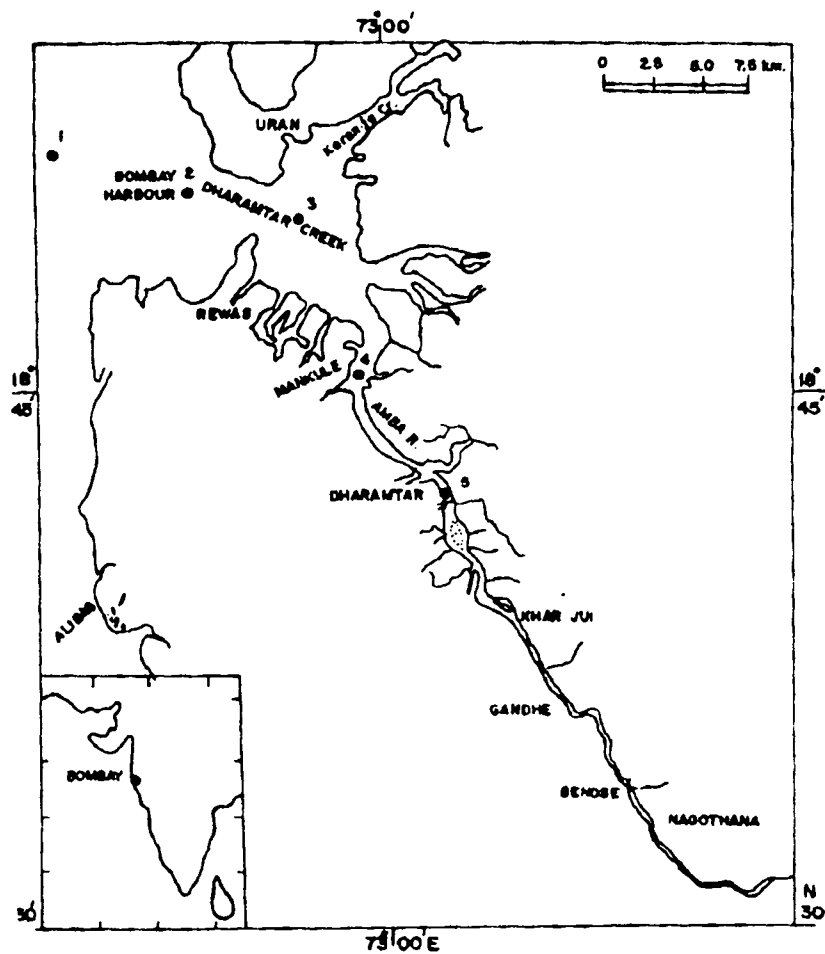 73°00'
0 2.5 5.0 7.5 km.
URAN
Karanja Cr.
1
BOMBAY 2
HARBOUR
DHARAMTAR CREEK
3
REWAS
MANKULE
4
18°
45'
18°
45'
AMBA R.
DHARAMTAR
5
ALIBAG
KHAR JUI
GANDHE
BENOSE
NAGOTHANA
BOMBAY
30'
N
30
73°00'E